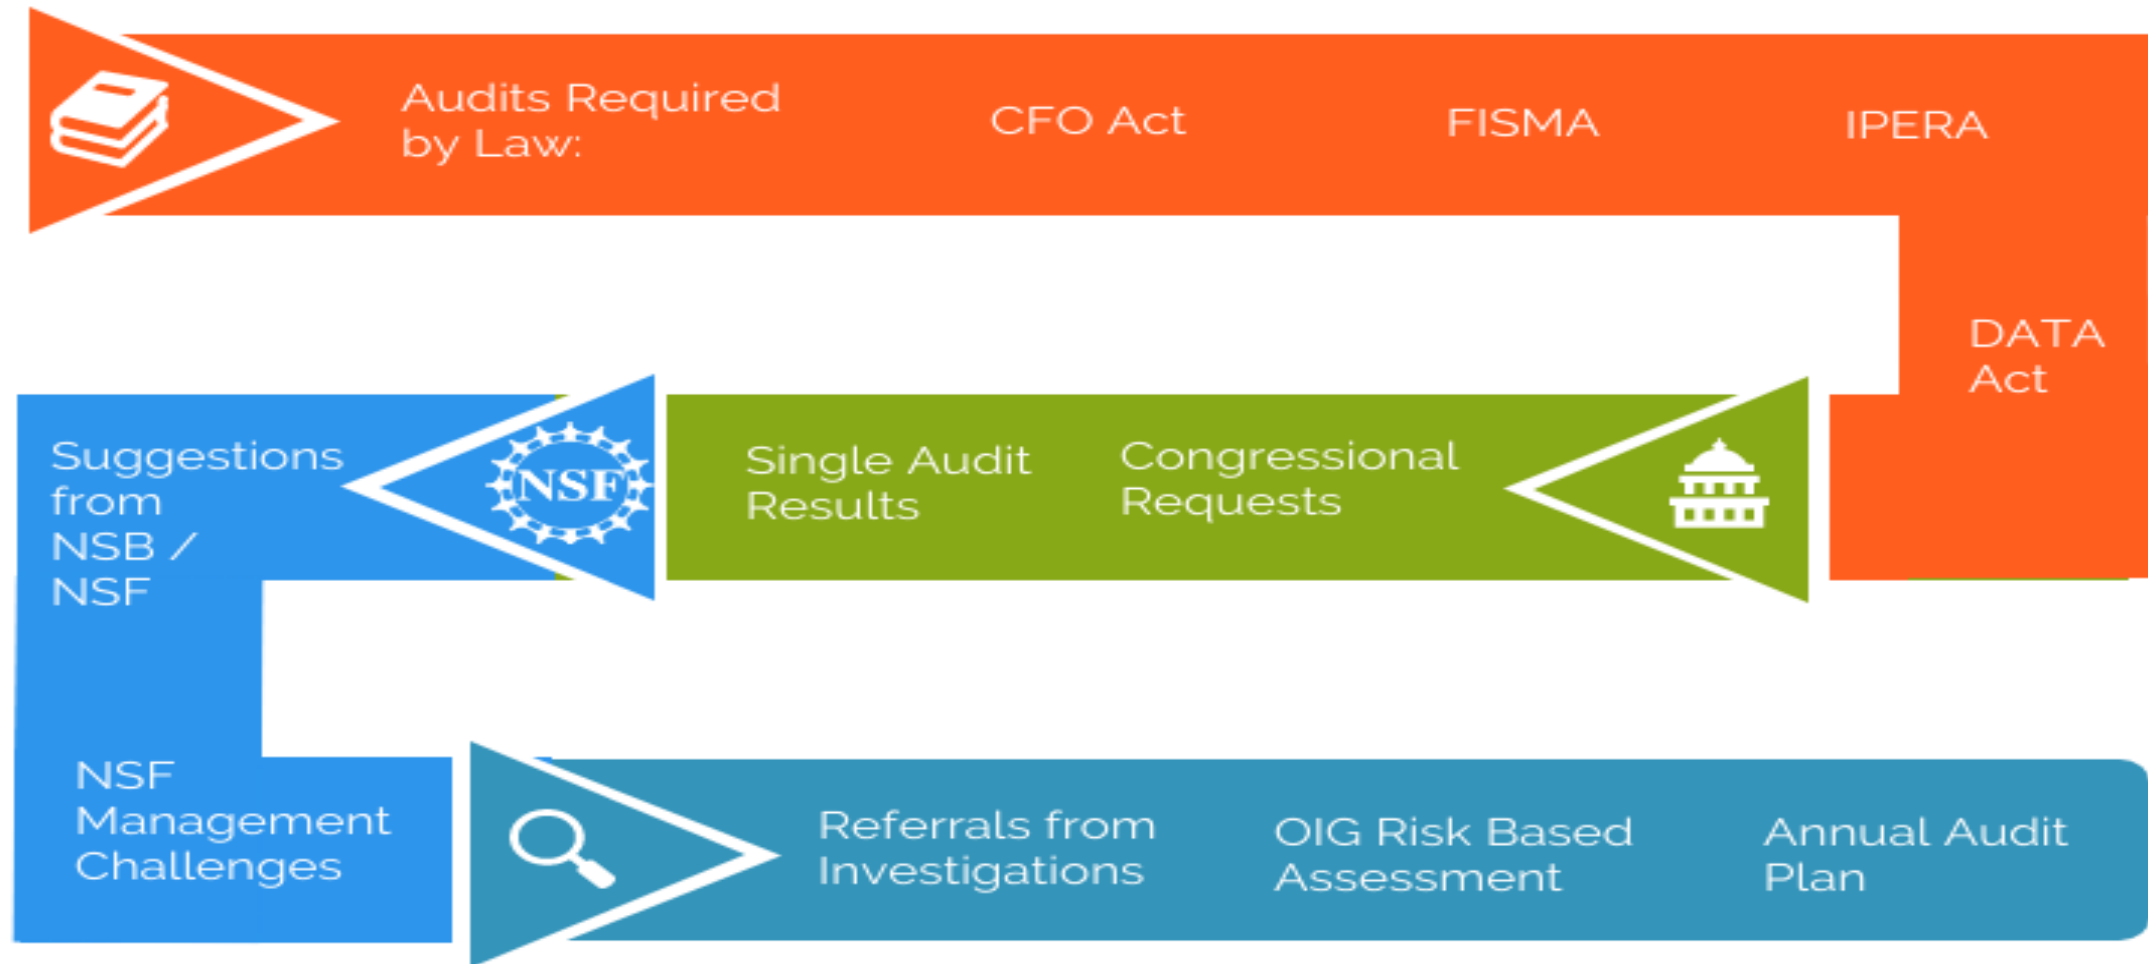 Audits Required
by Law:
CFO Act
FISMA
IPERA
DATA
Act
Congressional
Requests
Single Audit
Results
NSF
Suggestions
from
NSB /
NSF
NSF
Management
Challenges
Referrals from
Investigations
OIG Risk Based
Assessment
Annual Audit
Plan